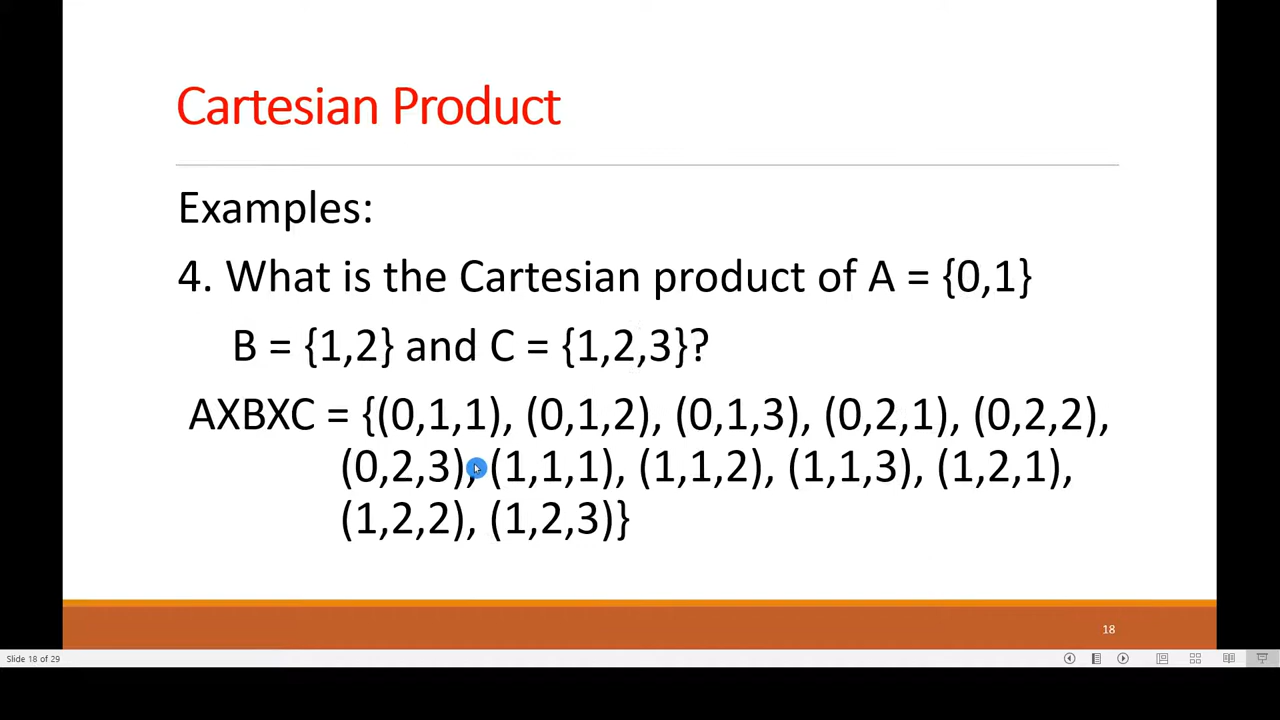 Cartesian Product
Examples:
4. What is the Cartesian product of A = {0,1}
B = {1,2} and C = {1,2,3}?
AXBXC = {(0,1,1), (0,1,2), (0,1,3), (0,2,1), (0,2,2),
(0,2,3), (1,1,1), (1,1,2), (1,1,3), (1,2,1),
(1,2,2), (1,2,3)}
18
Slide 18 of 29